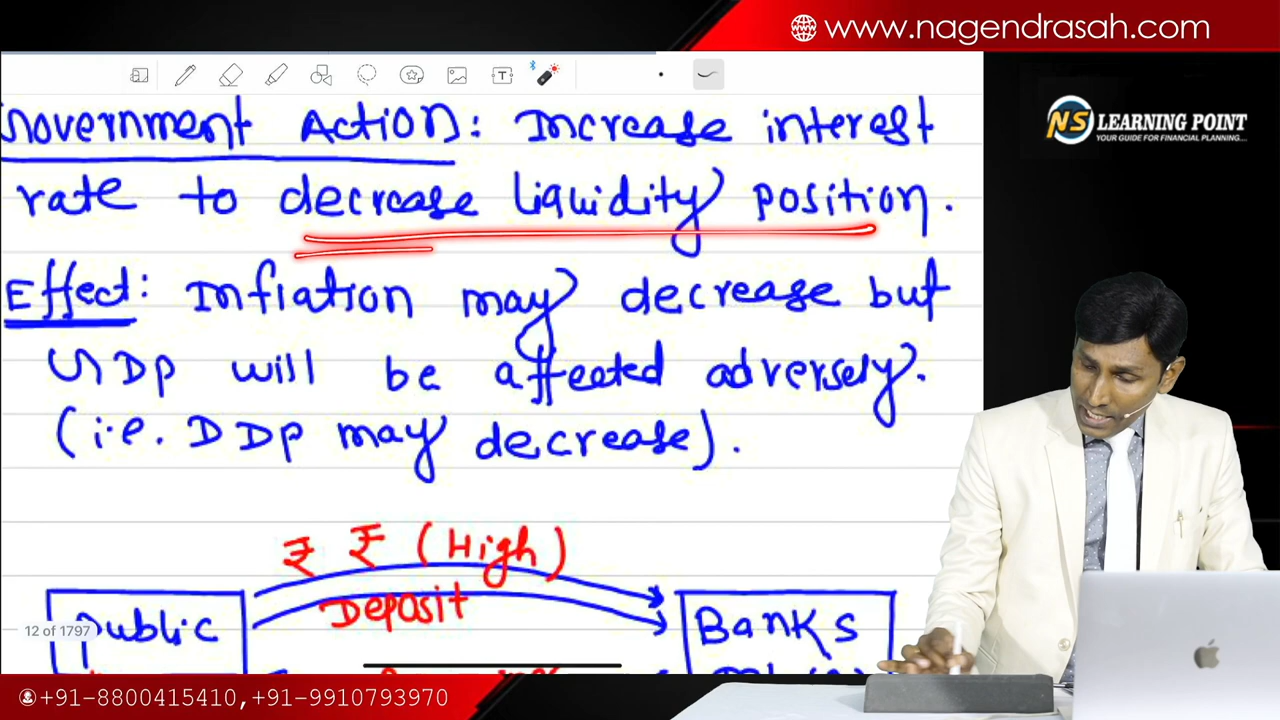 www.nagendrasah.com
NS LEARNING POINT
YOUR GUIDE FOR FINANCIAL PLANNING....
Government Action: Increase interest
rate to decrease liquidity position.
Effect: Inflation may decrease but
GDP will be affected adversely.
(i.e. DDP may decrease).
₹ ₹ (High)
Deposit
Public
Banks
12 of 1797
+91-8800415410,+91-9910793970